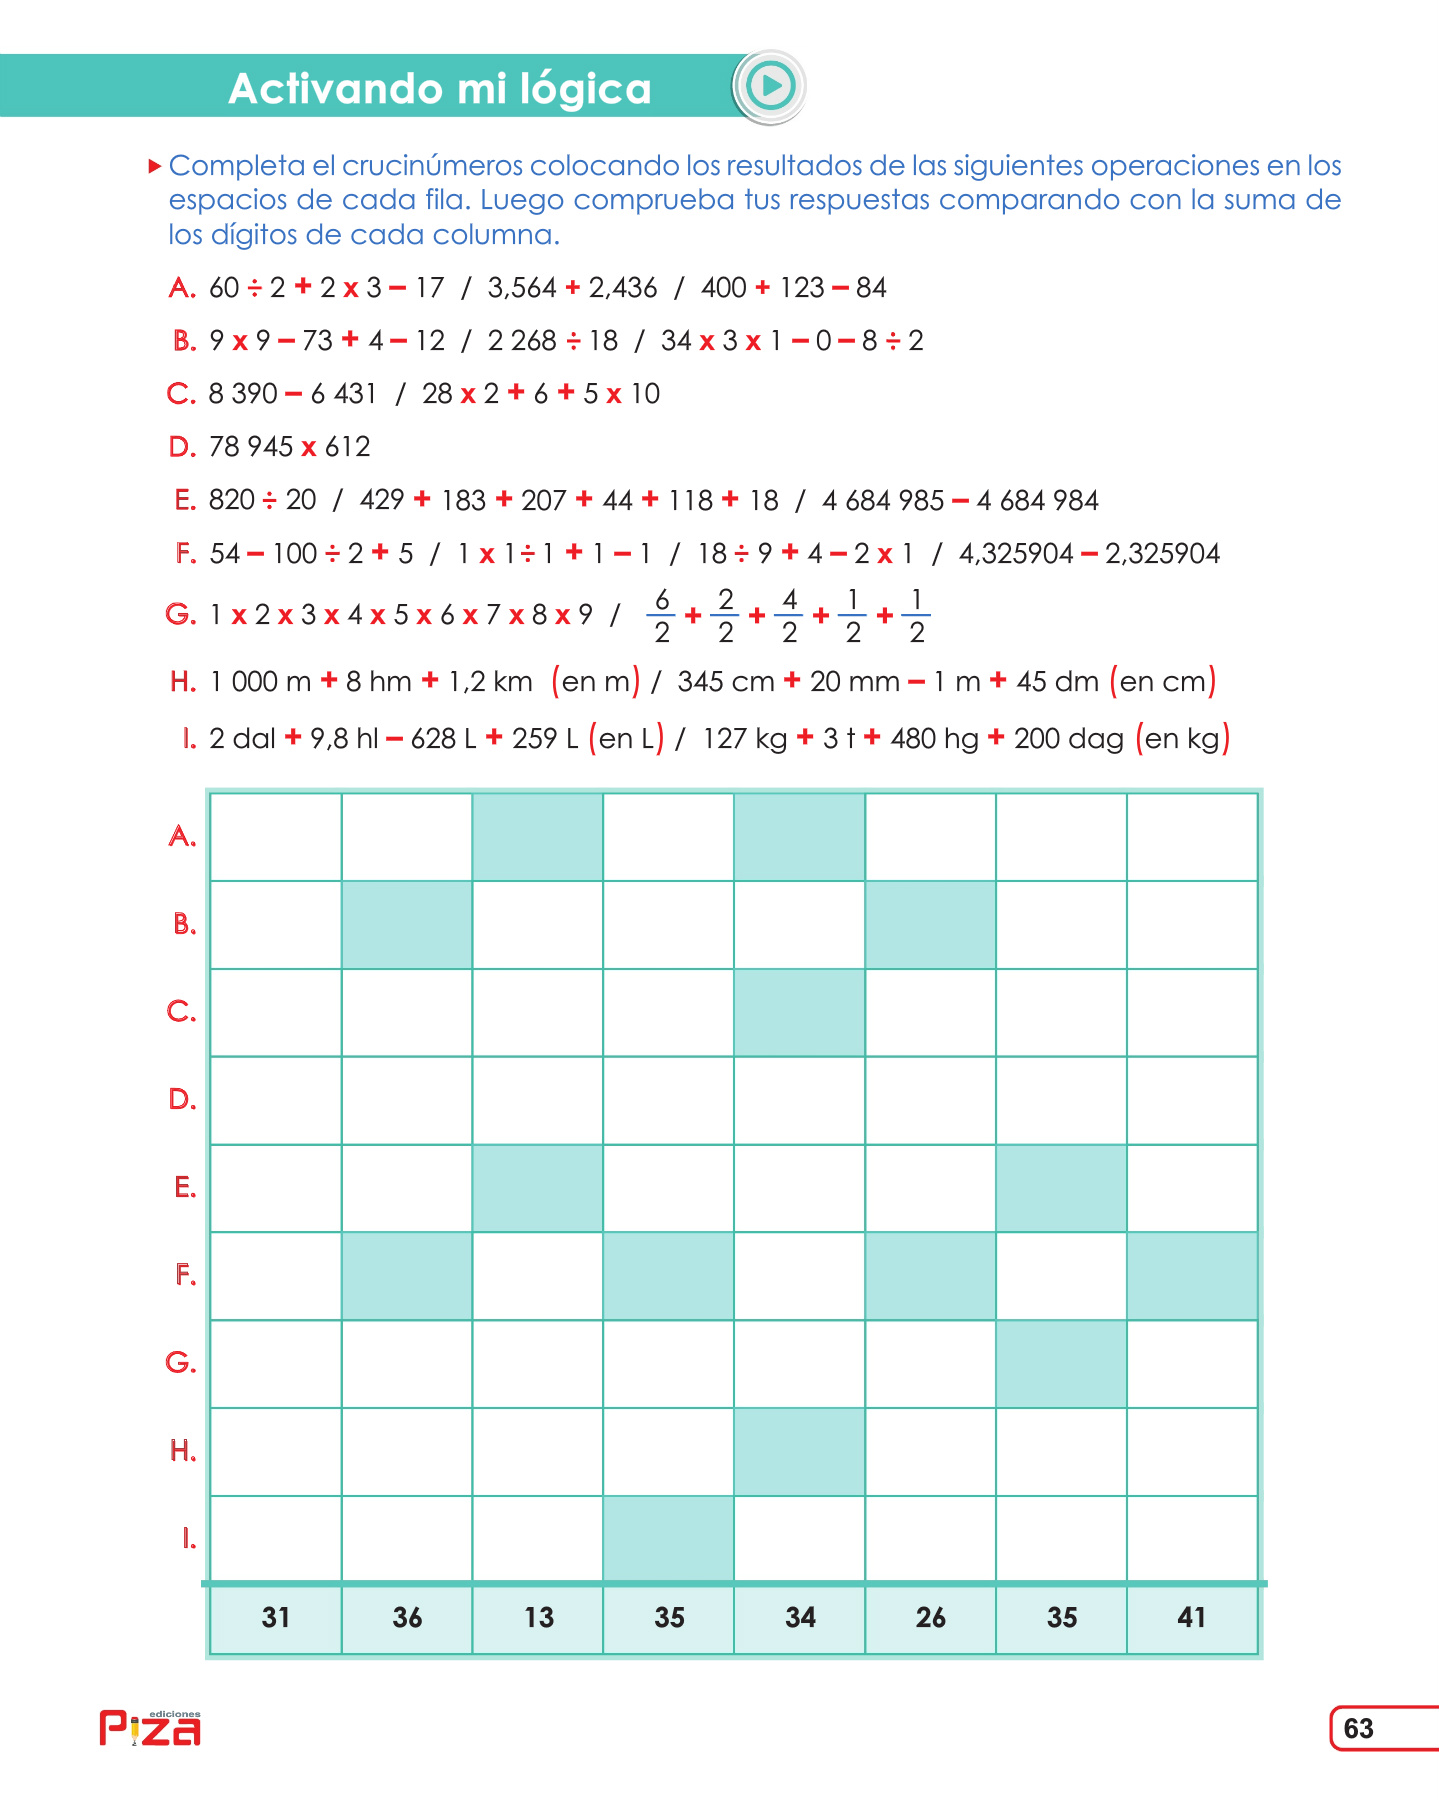 Activando mi lógica
Completa el crucinúmeros colocando los resultados de las siguientes operaciones en los
espacios de cada fila. Luego comprueba tus respuestas comparando con la suma de
los dígitos de cada columna.
A. 60 ÷ 2 + 2 x 3 – 17 / 3,564 + 2,436 / 400 + 123 – 84
B. 9 x 9 – 73 + 4 – 12 / 2 268 ÷ 18 / 34 x 3 x 1 – 0 – 8 ÷ 2
C. 8 390 – 6 431 / 28 x 2 + 6 + 5 x 10
D. 78 945 x 612
E. 820 ÷ 20 / 429 + 183 + 207 + 44 + 118 + 18 / 4 684 985 – 4 684 984
F. 54 – 100 ÷ 2 + 5 / 1 x 1 ÷ 1 + 1 – 1 / 18 ÷ 9 + 4 – 2 x 1 / 4,325904 – 2,325904
G. 1 x 2 x 3 x 4 x 5 x 6 x 7 x 8 x 9 / 6/2 + 2/2 + 4/2 + 1/2 + 1/2
H. 1 000 m + 8 hm + 1,2 km (en m) / 345 cm + 20 mm – 1 m + 45 dm (en cm)
I. 2 dal + 9,8 hl – 628 L + 259 L (en L) / 127 kg + 3 t + 480 hg + 200 dag (en kg)
A.
B.
C.
D.
E.
F.
G.
H.
I.
31 36 13 35 34 26 35 41
ediciones
Piza
63